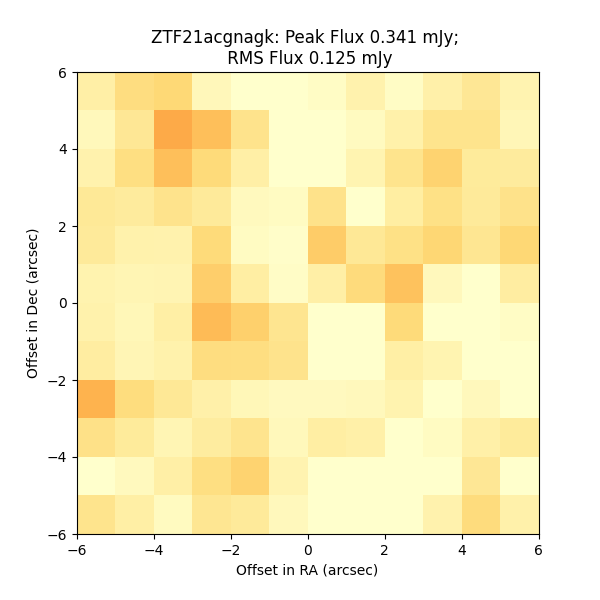 ZTF21acgnagk: Peak Flux 0.341 mJy;
RMS Flux 0.125 mJy
6
4
2
0
−2
−4
−6
Offset in Dec (arcsec)
−6 −4 −2 0 2 4 6
Offset in RA (arcsec)